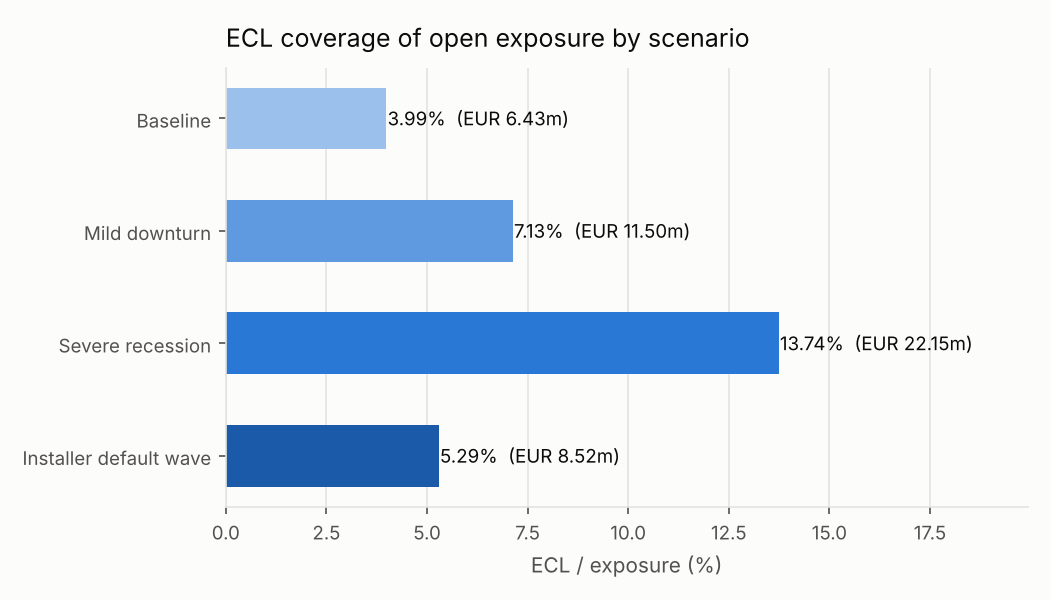 ECL coverage of open exposure by scenario
Baseline 3.99% (EUR 6.43m)
Mild downturn 7.13% (EUR 11.50m)
Severe recession 13.74% (EUR 22.15m)
Installer default wave 5.29% (EUR 8.52m)
0.0 2.5 5.0 7.5 10.0 12.5 15.0 17.5
ECL / exposure (%)